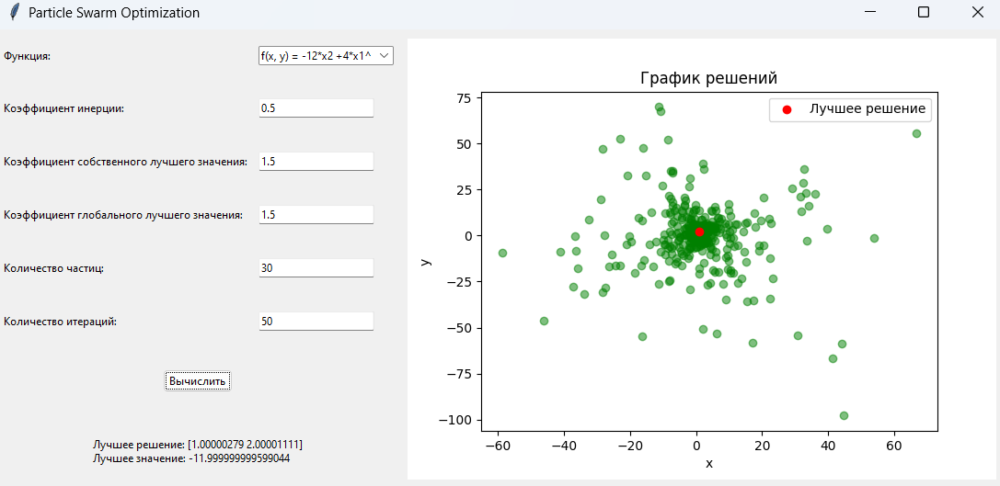 Particle Swarm Optimization
Функция:
f(x, y) = -12*x2 +4*x1^
Коэффициент инерции:
0.5
Коэффициент собственного лучшего значения:
1.5
Коэффициент глобального лучшего значения:
1.5
Количество частиц:
30
Количество итераций:
50
Вычислить
Лучшее решение: [1.00000279 2.00001111]
Лучшее значение: -11.999999999599044
График решений
Лучшее решение
75
50
25
0
−25
−50
−75
−100
y
−60
−40
−20
0
20
40
60
x